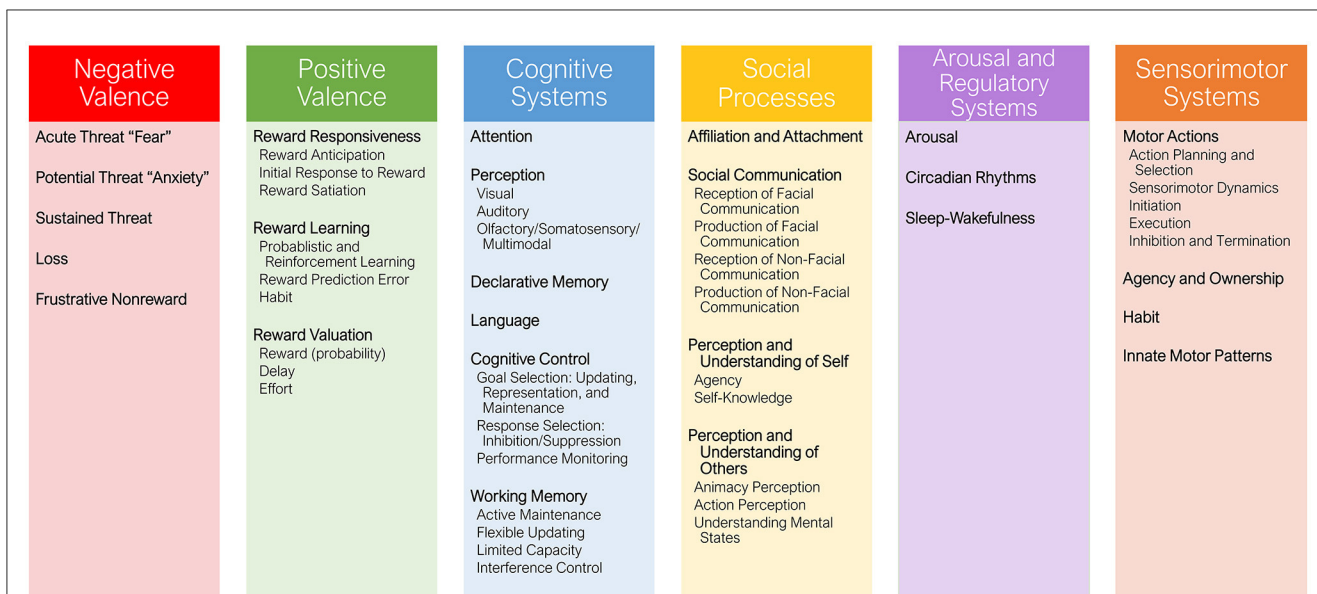 Negative
Valence
Acute Threat “Fear”
Potential Threat “Anxiety”
Sustained Threat
Loss
Frustrative Nonreward
Positive
Valence
Reward Responsiveness
Reward Anticipation
Initial Response to Reward
Reward Satiation
Reward Learning
Probablistic and
Reinforcement Learning
Reward Prediction Error
Habit
Reward Valuation
Reward (probability)
Delay
Effort
Cognitive
Systems
Attention
Perception
Visual
Auditory
Olfactory/Somatosensory/
Multimodal
Declarative Memory
Language
Cognitive Control
Goal Selection: Updating,
Representation, and
Maintenance
Response Selection:
Inhibition/Suppression
Performance Monitoring
Working Memory
Active Maintenance
Flexible Updating
Limited Capacity
Interference Control
Social
Processes
Affiliation and Attachment
Social Communication
Reception of Facial
Communication
Production of Facial
Communication
Reception of Non-Facial
Communication
Production of Non-Facial
Communication
Perception and
Understanding of Self
Agency
Self-Knowledge
Perception and
Understanding of
Others
Animacy Perception
Action Perception
Understanding Mental
States
Arousal and
Regulatory
Systems
Arousal
Circadian Rhythms
Sleep-Wakefulness
Sensorimotor
Systems
Motor Actions
Action Planning and
Selection
Sensorimotor Dynamics
Initiation
Execution
Inhibition and Termination
Agency and Ownership
Habit
Innate Motor Patterns